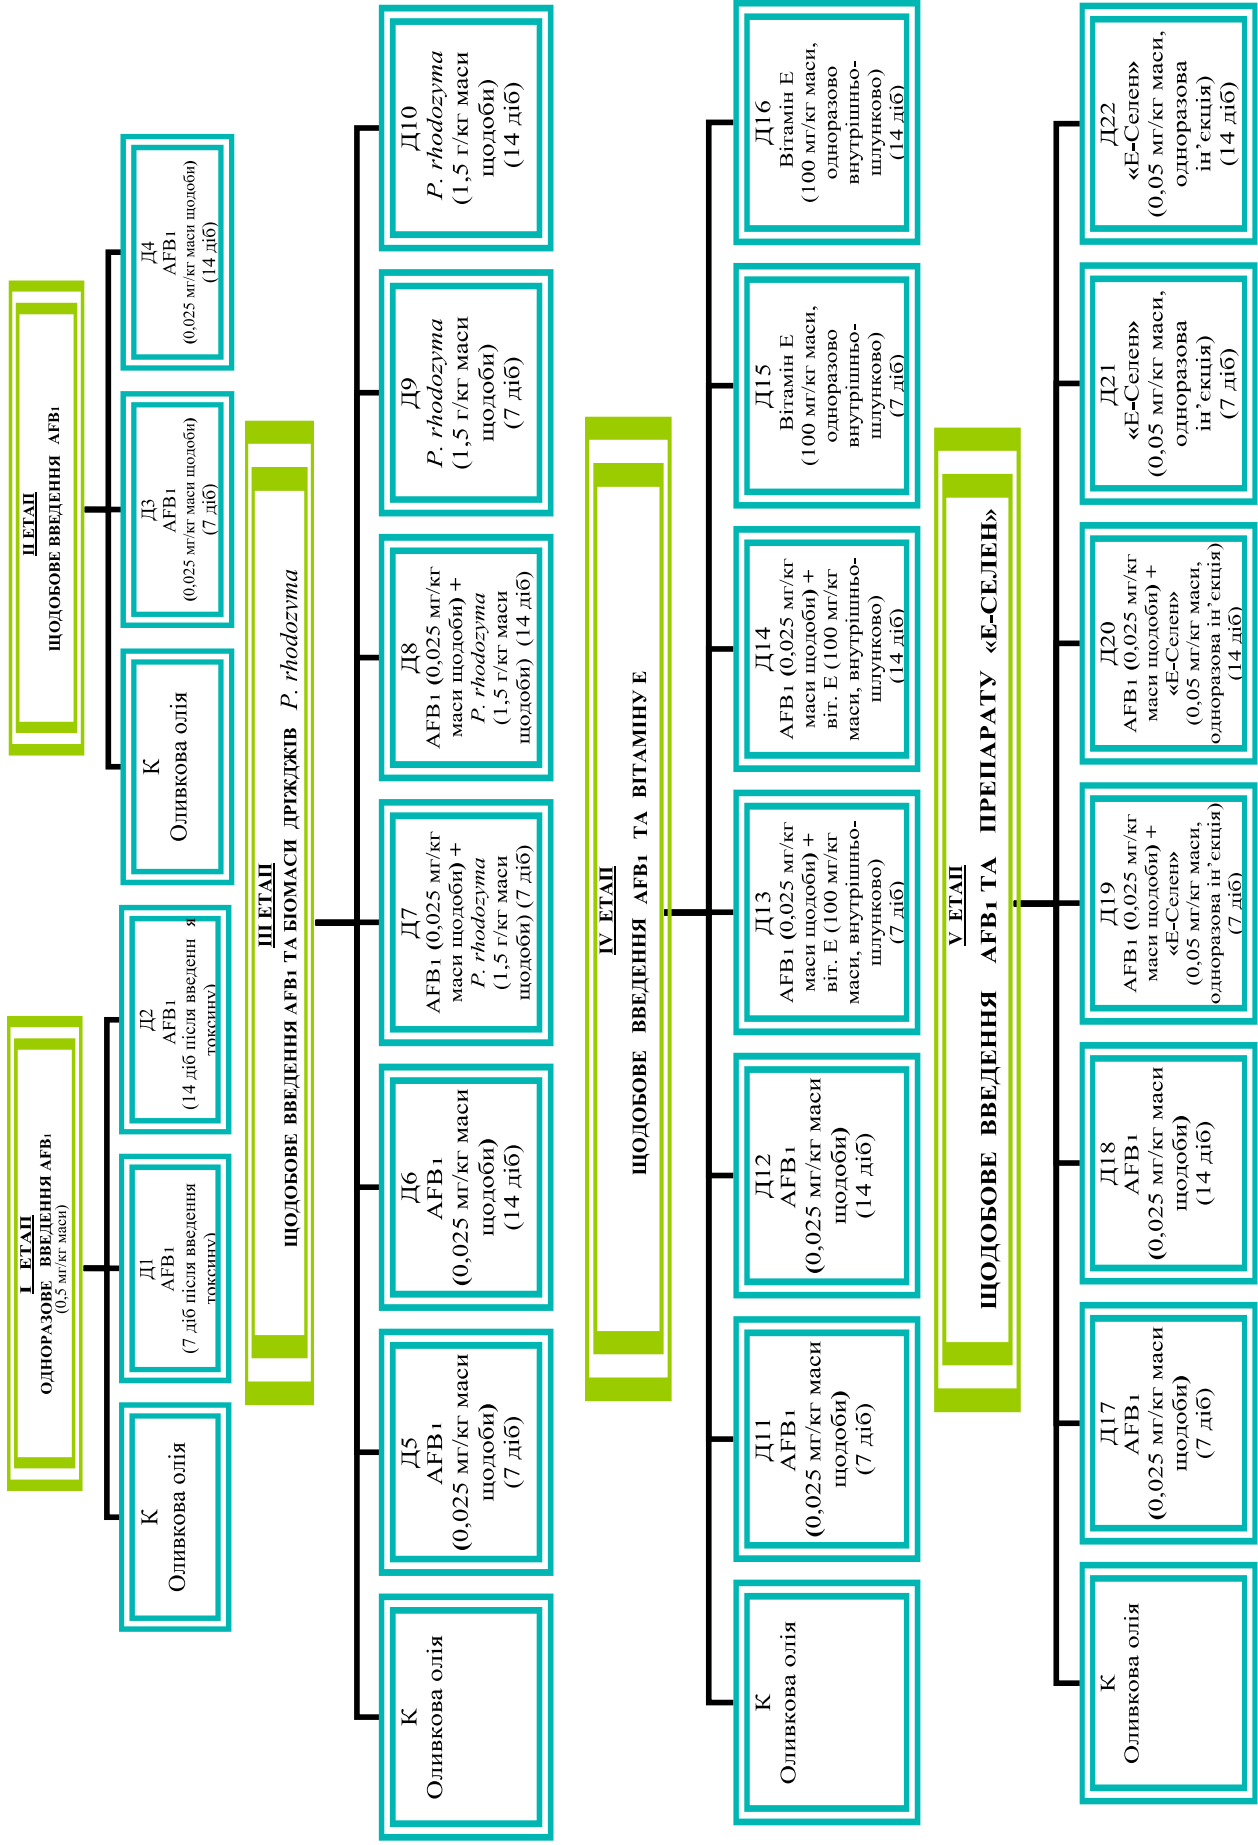 І ЕТАП
ОДНОРАЗОВЕ ВВЕДЕННЯ AFB1
(0,5 мг/кг маси)
К
Оливкова олія
Д1
AFB1
(7 діб після введення
токсину)
Д2
AFB1
(14 діб після введенн я
токсину)
ІІ ЕТАП
ЩОДОБОВЕ ВВЕДЕННЯ AFB1
К
Оливкова олія
Д3
AFB1
(0,025 мг/кг маси щодоби)
(7 діб)
Д4
AFB1
(0,025 мг/кг маси щодоби)
(14 діб)
ІІІ ЕТАП
ЩОДОБОВЕ ВВЕДЕННЯ AFB1 ТА БІОМАСИ ДРІЖДЖІВ P. rhodozyma
К
Оливкова олія
Д5
AFB1
(0,025 мг/кг маси
щодоби)
(7 діб)
Д6
AFB1
(0,025 мг/кг маси
щодоби)
(14 діб)
Д7
AFB1 (0,025 мг/кг
маси щодоби) +
P. rhodozyma
(1,5 г/кг маси
щодоби) (7 діб)
Д8
AFB1 (0,025 мг/кг
маси щодоби) +
P. rhodozyma
(1,5 г/кг маси
щодоби) (14 діб)
Д9
P. rhodozyma
(1,5 г/кг маси
щодоби)
(7 діб)
Д10
P. rhodozyma
(1,5 г/кг маси
щодоби)
(14 діб)
IV ЕТАП
ЩОДОБОВЕ ВВЕДЕННЯ AFB1 ТА ВІТАМІНУ Е
К
Оливкова олія
Д11
AFB1
(0,025 мг/кг маси
щодоби)
(7 діб)
Д12
AFB1
(0,025 мг/кг маси
щодоби)
(14 діб)
Д13
AFB1 (0,025 мг/кг
маси щодоби) +
віт. Е (100 мг/кг
маси, внутрішньо-
шлунково)
(7 діб)
Д14
AFB1 (0,025 мг/кг
маси щодоби) +
віт. Е (100 мг/кг
маси, внутрішньо-
шлунково)
(14 діб)
Д15
Вітамін Е
(100 мг/кг маси,
одноразово
внутрішньо-
шлунково)
(7 діб)
Д16
Вітамін Е
(100 мг/кг маси,
одноразово
внутрішньо-
шлунково)
(14 діб)
V ЕТАП
ЩОДОБОВЕ ВВЕДЕННЯ AFB1 ТА ПРЕПАРАТУ «Е-СЕЛЕН»
К
Оливкова олія
Д17
AFB1
(0,025 мг/кг маси
щодоби)
(7 діб)
Д18
AFB1
(0,025 мг/кг маси
щодоби)
(14 діб)
Д19
AFB1 (0,025 мг/кг
маси щодоби) +
«Е-Селен»
(0,05 мг/кг маси,
одноразова ін’єкція)
(7 діб)
Д20
AFB1 (0,025 мг/кг
маси щодоби) +
«Е-Селен»
(0,05 мг/кг маси,
одноразова ін’єкція)
(14 діб)
Д21
«Е-Селен»
(0,05 мг/кг маси,
одноразова
ін’єкція)
(7 діб)
Д22
«Е-Селен»
(0,05 мг/кг маси,
одноразова
ін’єкція)
(14 діб)